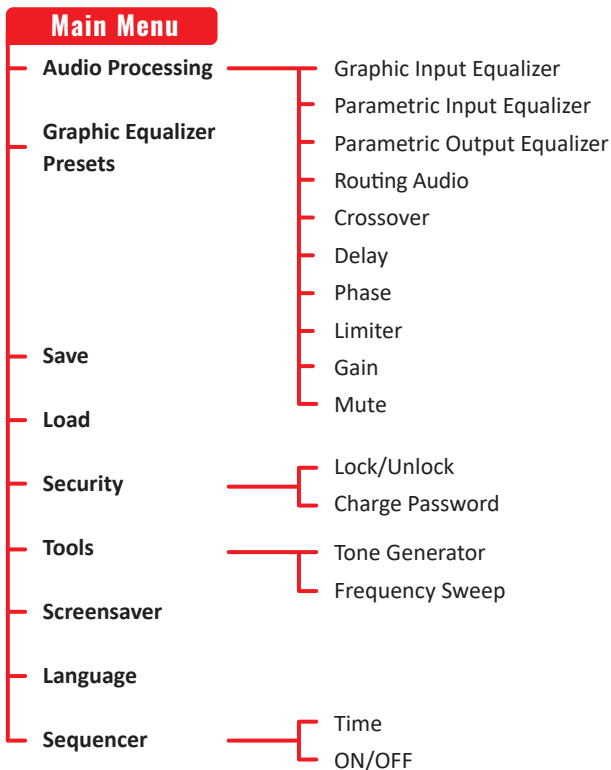 Main Menu
Audio Processing
Graphic Input Equalizer
Parametric Input Equalizer
Parametric Output Equalizer
Routing Audio
Crossover
Delay
Phase
Limiter
Gain
Mute
Graphic Equalizer
Presets
Save
Load
Security
Lock/Unlock
Charge Password
Tools
Tone Generator
Frequency Sweep
Screensaver
Language
Sequencer
Time
ON/OFF